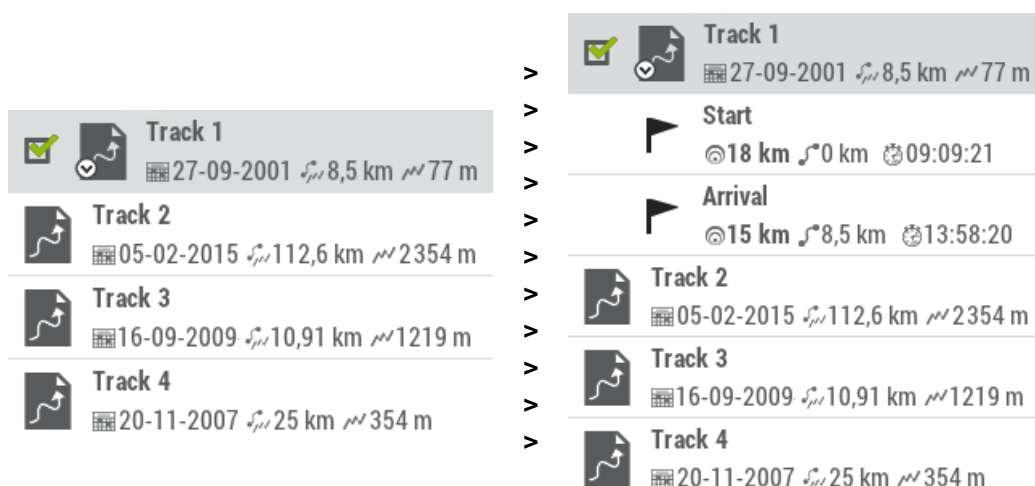 Track 1
27-09-2001 8,5 km 77 m
Track 2
05-02-2015 112,6 km 2354 m
Track 3
16-09-2009 10,91 km 1219 m
Track 4
20-11-2007 25 km 354 m
>
>
>
>
>
>
>
>
>
>
>
Track 1
27-09-2001 8,5 km 77 m
Start
18 km 0 km 09:09:21
Arrival
15 km 8,5 km 13:58:20
Track 2
05-02-2015 112,6 km 2354 m
Track 3
16-09-2009 10,91 km 1219 m
Track 4
20-11-2007 25 km 354 m